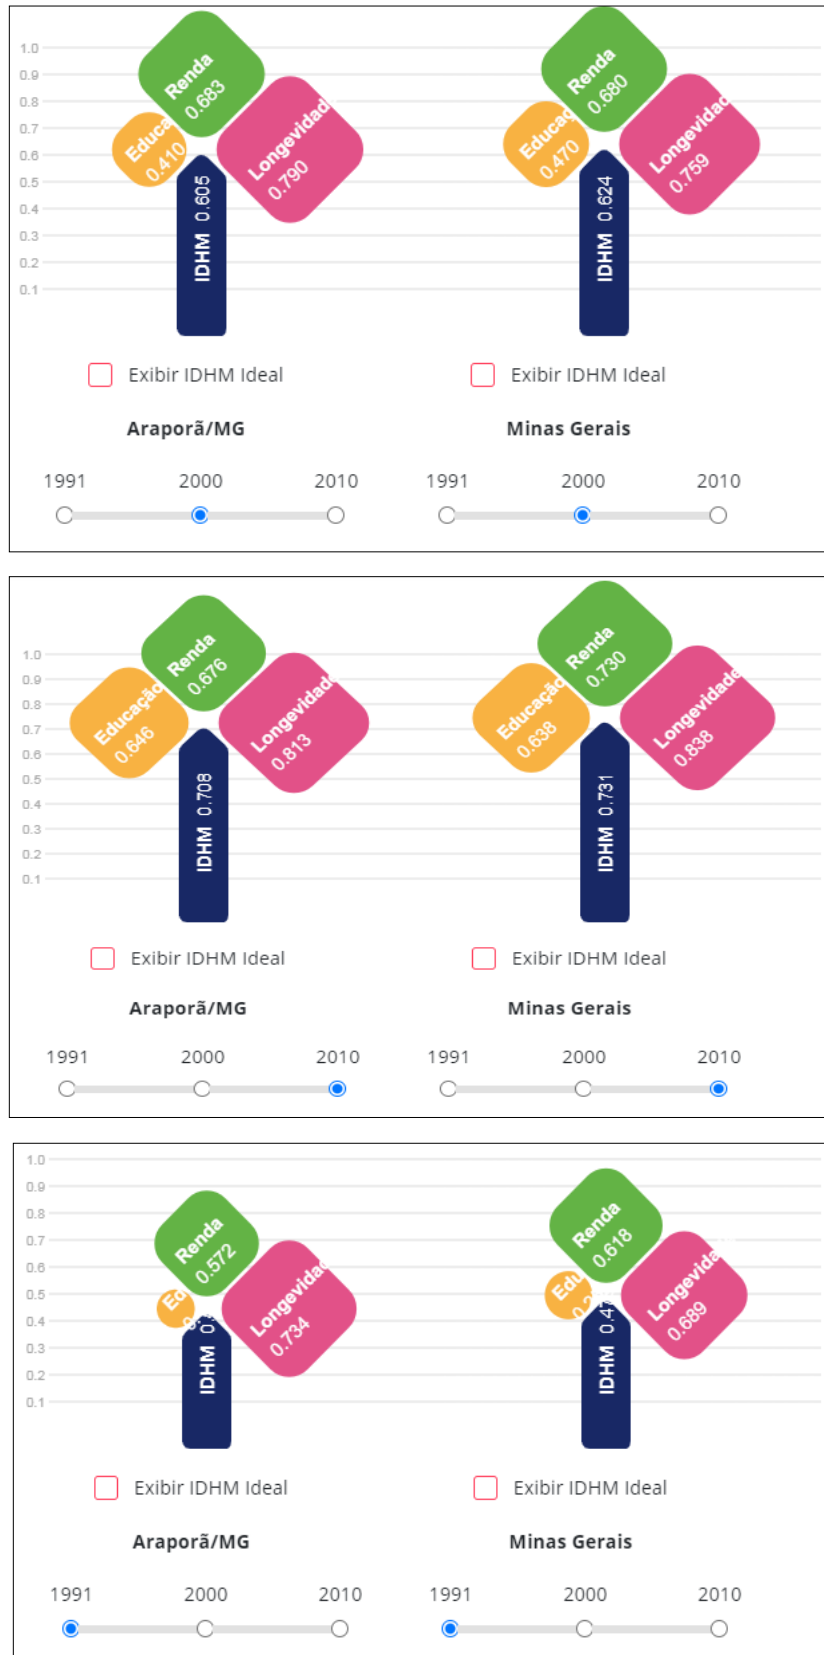 1.0
0.9
0.8
0.7
0.6
0.5
0.4
0.3
0.2
0.1
Renda
0.683
0.410
Longevidad
0.790
IDHM 0.605
Renda
0.680
0.470
Longevidad
0.759
IDHM 0.624
Exibir IDHM Ideal
Exibir IDHM Ideal
Araporã/MG
Minas Gerais
1991 2000 2010
1991 2000 2010
1.0
0.9
0.8
0.7
0.6
0.5
0.4
0.3
0.2
0.1
Renda
0.676
Educação
0.646
Longevidade
0.813
IDHM 0.708
Renda
0.730
Educação
0.638
Longevidade
0.838
IDHM 0.731
Exibir IDHM Ideal
Exibir IDHM Ideal
Araporã/MG
Minas Gerais
1991 2000 2010
1991 2000 2010
1.0
0.9
0.8
0.7
0.6
0.5
0.4
0.3
0.2
0.1
Renda
0.572
Longevidad
0.734
IDHM
Renda
0.618
Longevidad
0.689
IDHM
Exibir IDHM Ideal
Exibir IDHM Ideal
Araporã/MG
Minas Gerais
1991 2000 2010
1991 2000 2010